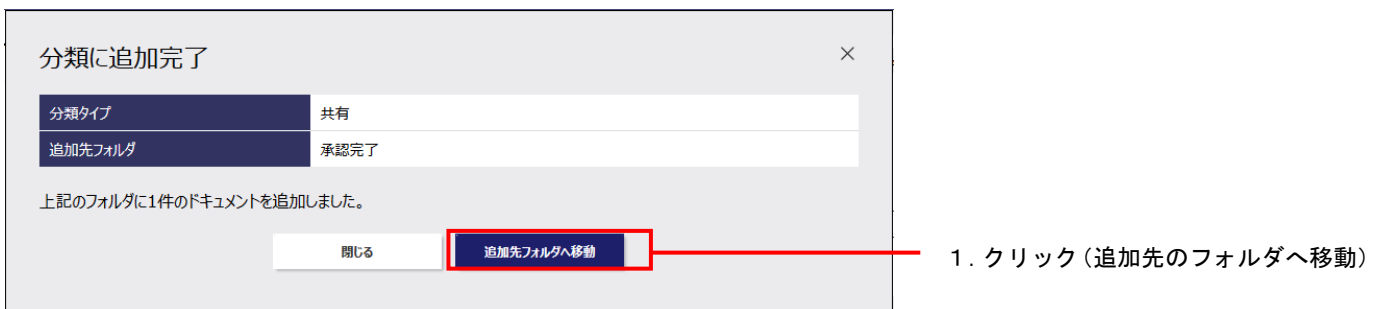 分類に追加完了
×
分類タイプ 共有
追加先フォルダ 承認完了
上記のフォルダに1件のドキュメントを追加しました。
閉じる 追加先フォルダへ移動
１. クリック(追加先のフォルダへ移動)